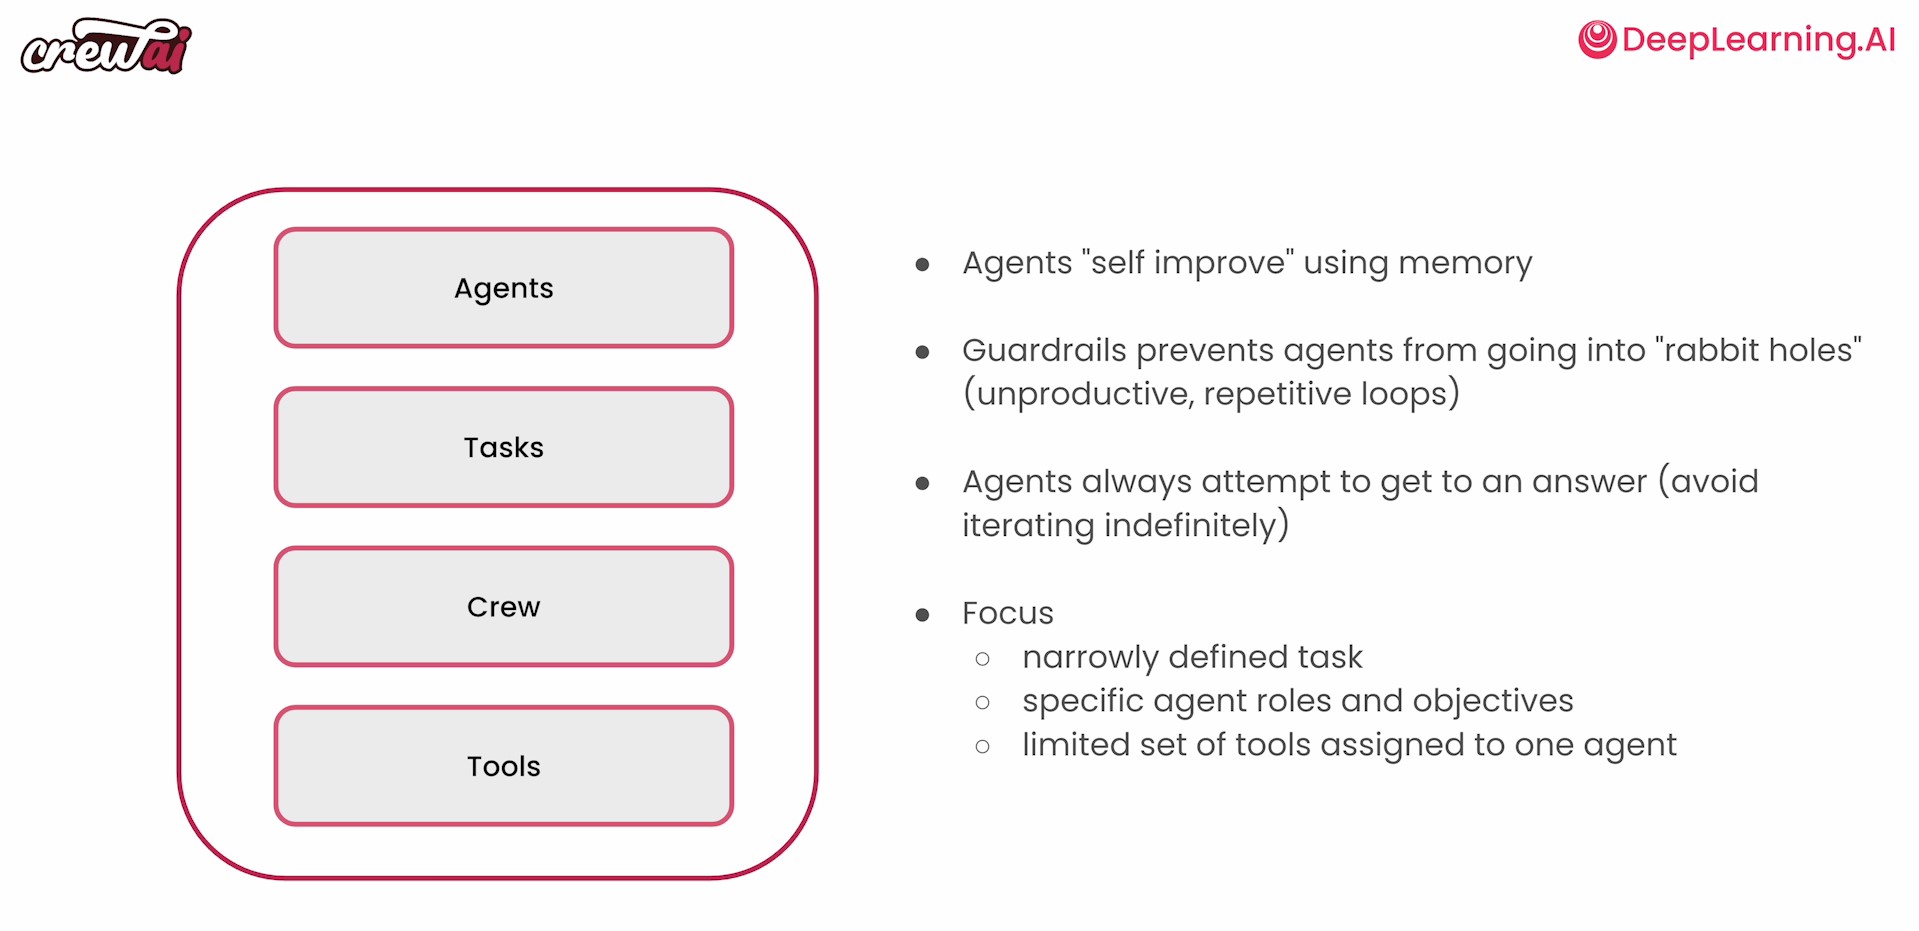 crewai
DeepLearning.AI
Agents
Tasks
Crew
Tools
● Agents "self improve" using memory
● Guardrails prevents agents from going into "rabbit holes"
(unproductive, repetitive loops)
● Agents always attempt to get to an answer (avoid
iterating indefinitely)
● Focus
○ narrowly defined task
○ specific agent roles and objectives
○ limited set of tools assigned to one agent